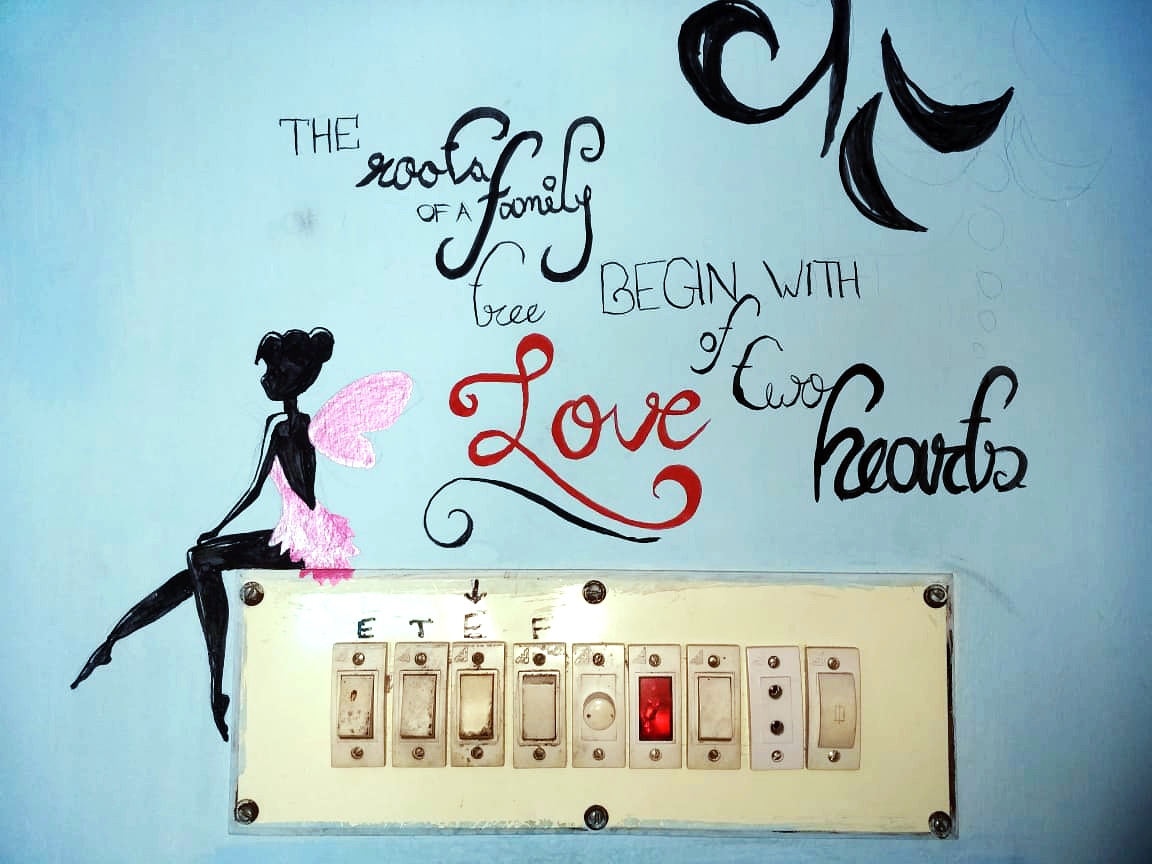 THE
roots
OF A family
tree BEGIN WITH
Love of two
hearts
E T E F